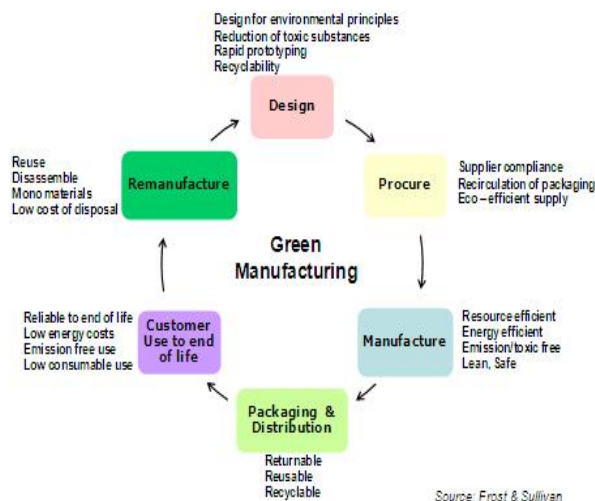 Design for environmental principles
Reduction of toxic substances
Rapid prototyping
Recyclability
Design
Supplier compliance
Recirculation of packaging
Eco – efficient supply
Procure
Resource efficient
Energy efficient
Emission/toxic free
Lean, Safe
Manufacture
Packaging &
Distribution
Returnable
Reusable
Recyclable
Customer
Use to end
of life
Reliable to end of life
Low energy costs
Emission free use
Low consumable use
Remanufacture
Reuse
Disassemble
Mono materials
Low cost of disposal
Green
Manufacturing
Source: Frost & Sullivan